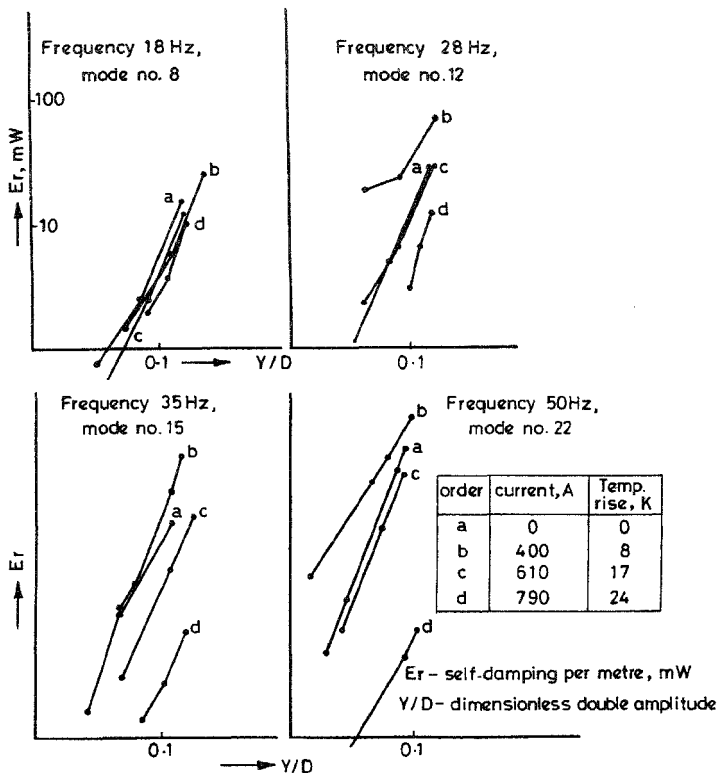 Frequency 18 Hz,
mode no. 8
100
10
Er, mW
a
b
d
c
0·1
Y/D
Frequency 28 Hz,
mode no.12
b
a
c
d
0·1
Frequency 35Hz,
mode no.15
b
a
c
d
Er
0·1
Y/D
Frequency 50Hz,
mode no. 22
b
a
c
d
0·1
order current,A Temp. rise, K
a 0 0
b 400 8
c 610 17
d 790 24
Er – self-damping per metre, mW
Y/D– dimensionless double amplitude